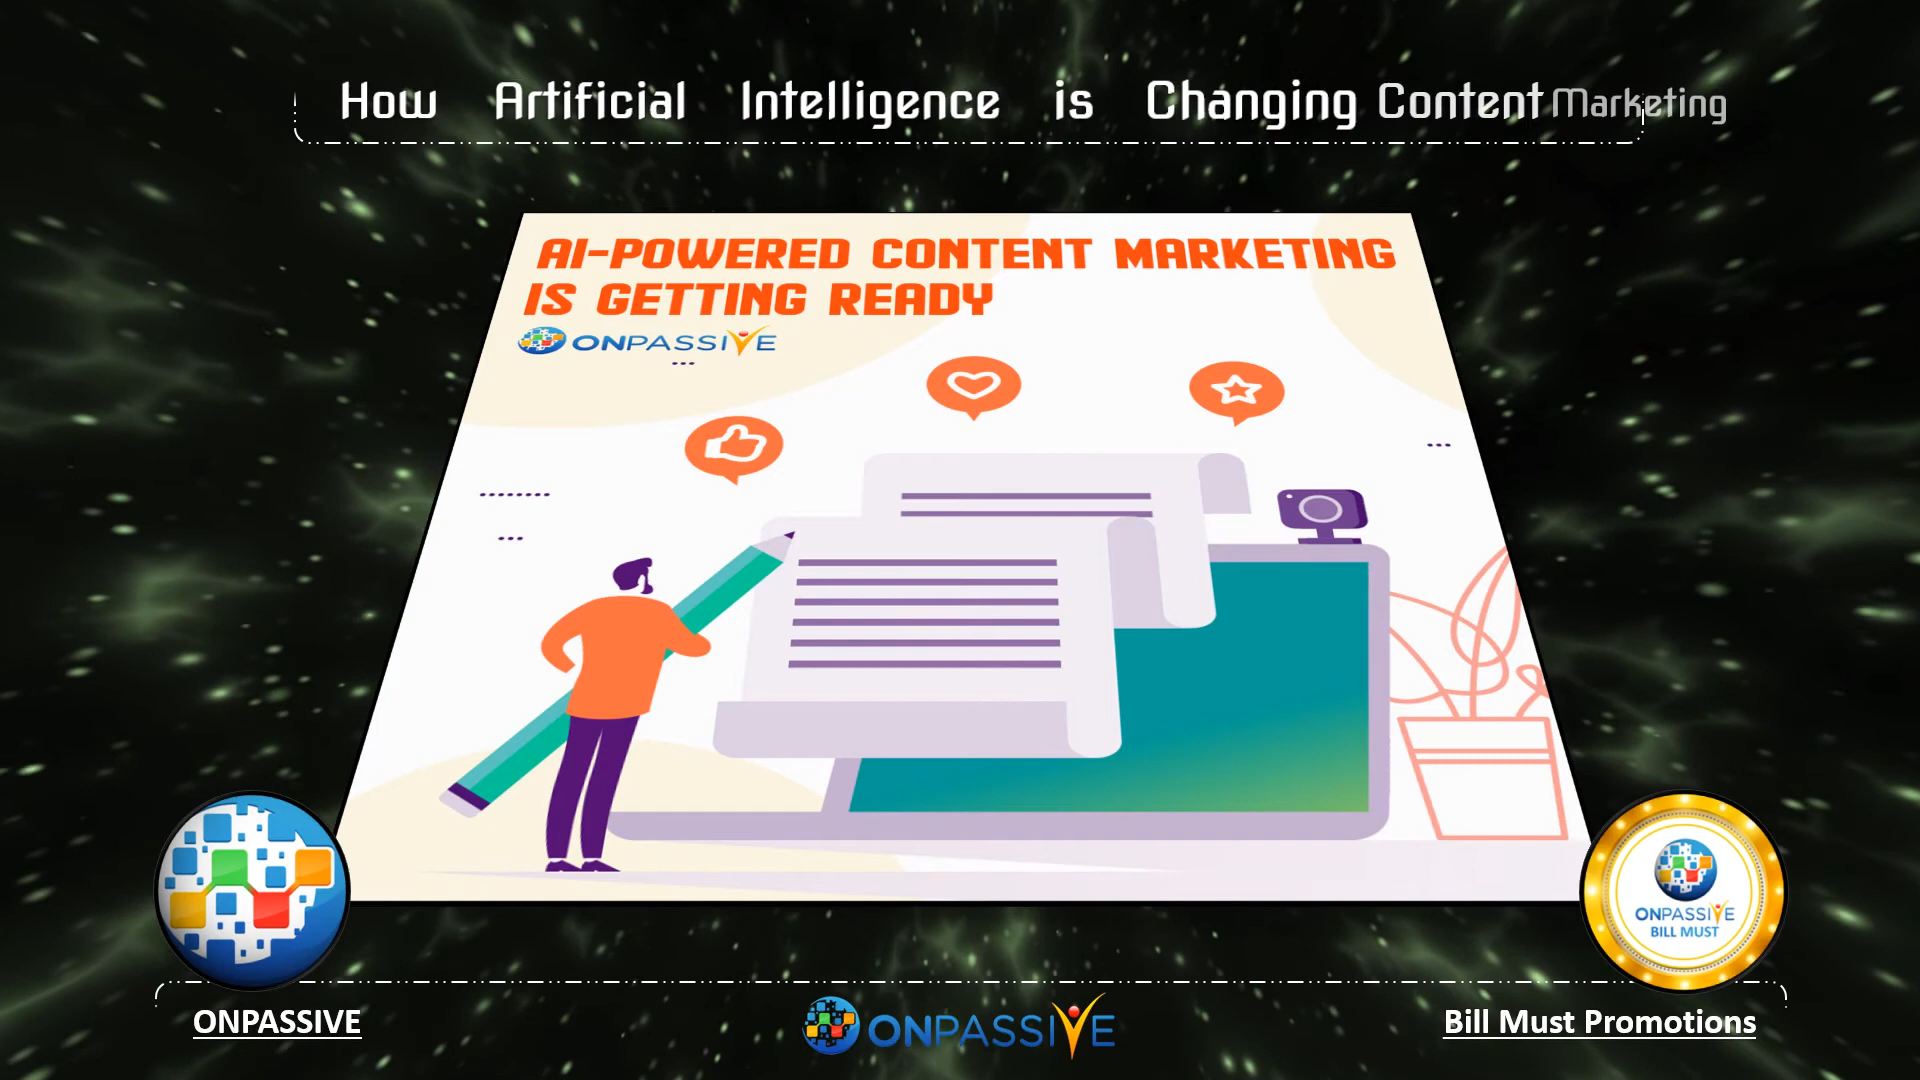 How Artificial Intelligence is Changing Content Marketing
AI-POWERED CONTENT MARKETING
IS GETTING READY
ONPASSIVE
ONPASSIVE
BILL MUST
ONPASSIVE
ONPASSIVE
Bill Must Promotions